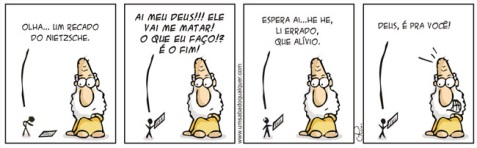 OLHA... UM RECADO
DO NIETZSCHE.
AI MEU DEUS!!! ELE
VAI ME MATAR!
O QUE EU FAÇO!?
É O FIM!
ESPERA AI...HE HE,
LI ERRADO,
QUE ALÍVIO.
www.umsabadoqualquer.com
DEUS, É PRA VOCÊ!